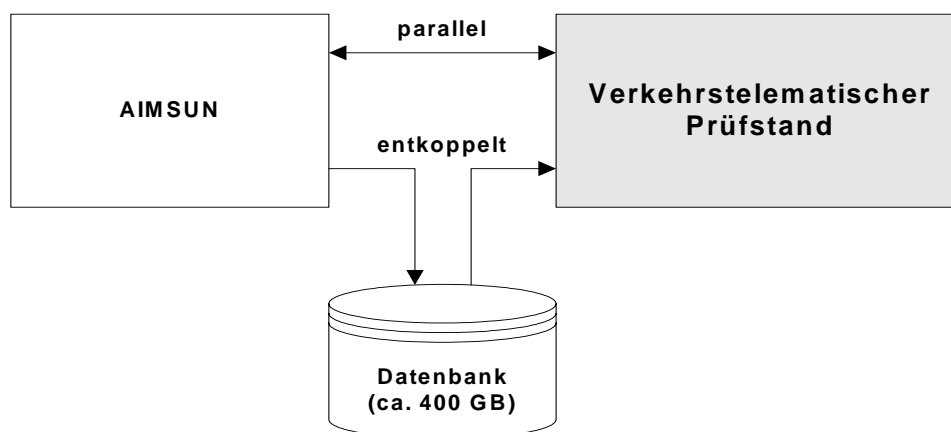 parallel
AIMSUN
Verkehrstelematischer
Prüfstand
entkoppelt
Datenbank
(ca. 400 GB)